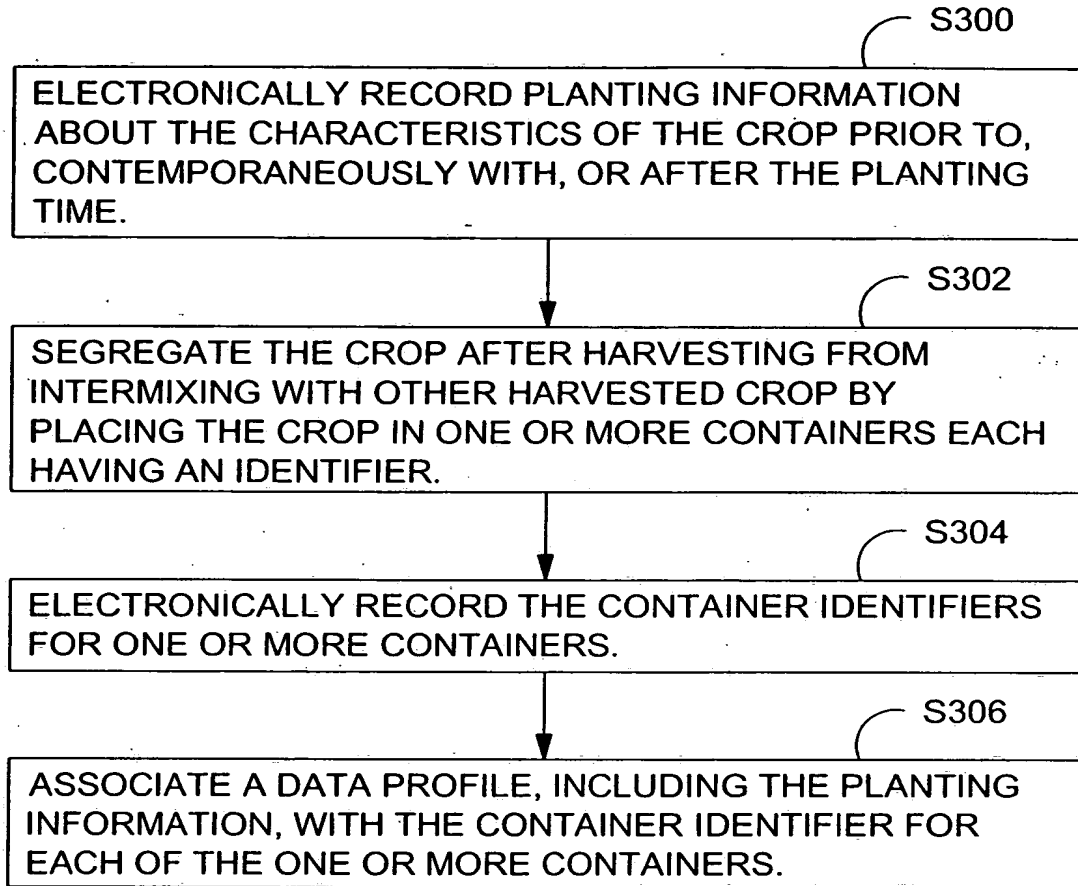 S300
ELECTRONICALLY RECORD PLANTING INFORMATION
ABOUT THE CHARACTERISTICS OF THE CROP PRIOR TO,
CONTEMPORANEOUSLY WITH, OR AFTER THE PLANTING
TIME.
S302
SEGREGATE THE CROP AFTER HARVESTING FROM
INTERMIXING WITH OTHER HARVESTED CROP BY
PLACING THE CROP IN ONE OR MORE CONTAINERS EACH
HAVING AN IDENTIFIER.
S304
ELECTRONICALLY RECORD THE CONTAINER IDENTIFIERS
FOR ONE OR MORE CONTAINERS.
S306
ASSOCIATE A DATA PROFILE, INCLUDING THE PLANTING
INFORMATION, WITH THE CONTAINER IDENTIFIER FOR
EACH OF THE ONE OR MORE CONTAINERS.